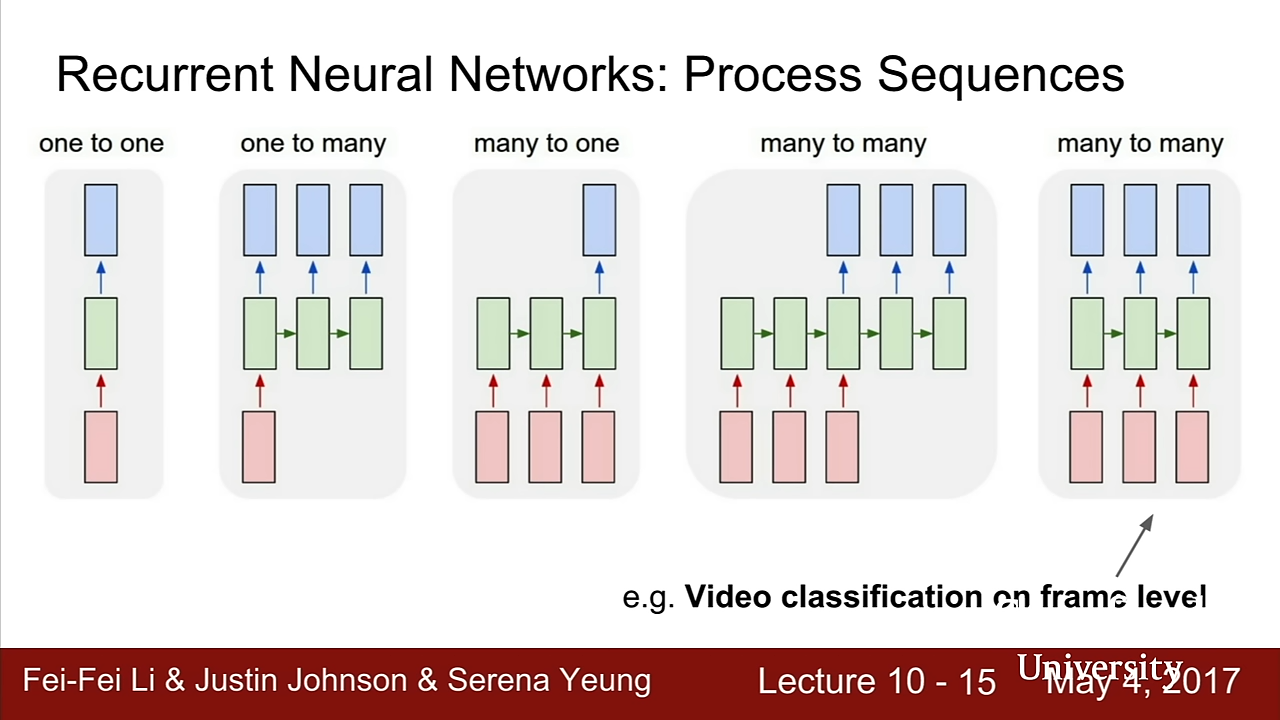 Recurrent Neural Networks: Process Sequences
one to one
one to many
many to one
many to many
many to many
e.g. Video classification on frame level
Fei-Fei Li & Justin Johnson & Serena Yeung
Lecture 10 - 15
University
May 4, 2017